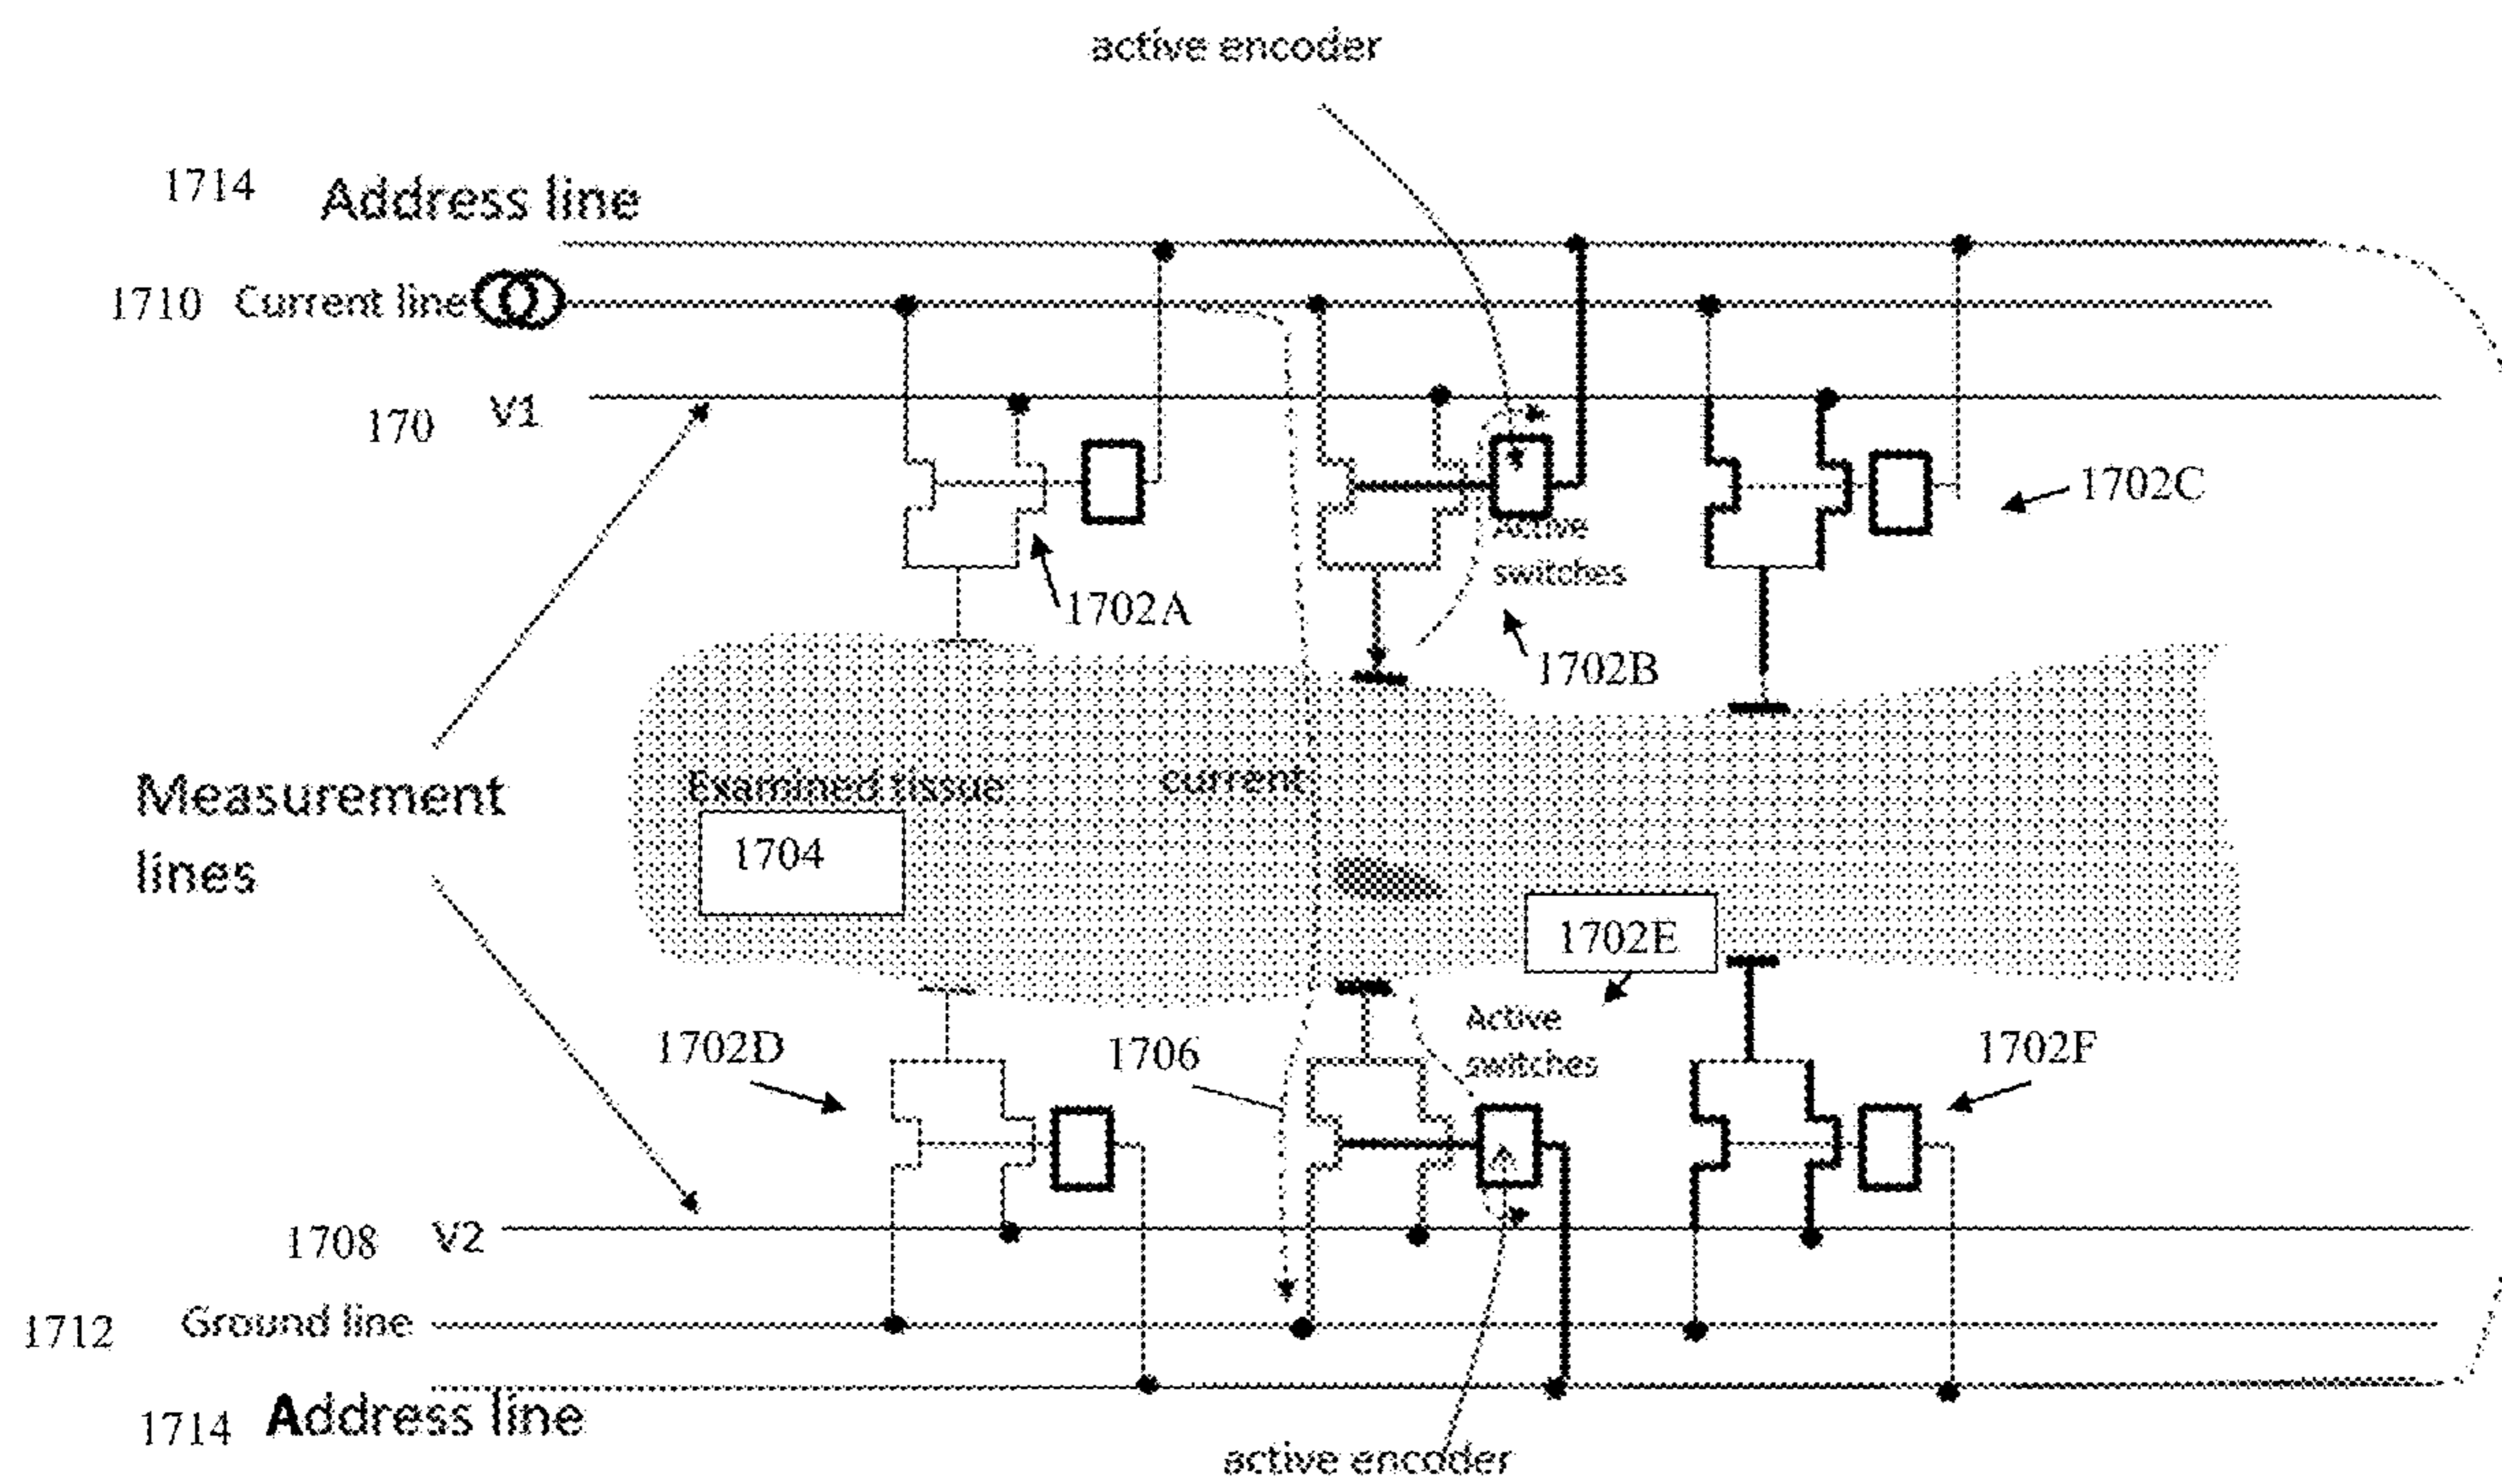 active encoder
1714 Address line
1710 Current line
170 V1
1702C
Active
switches
1702A
1702B
Measurement
lines
Examined tissue
current
1704
1702E
1702D
1706
Active
switches
1702F
1708 V2
1712 Ground line
1714 Address line
active encoder